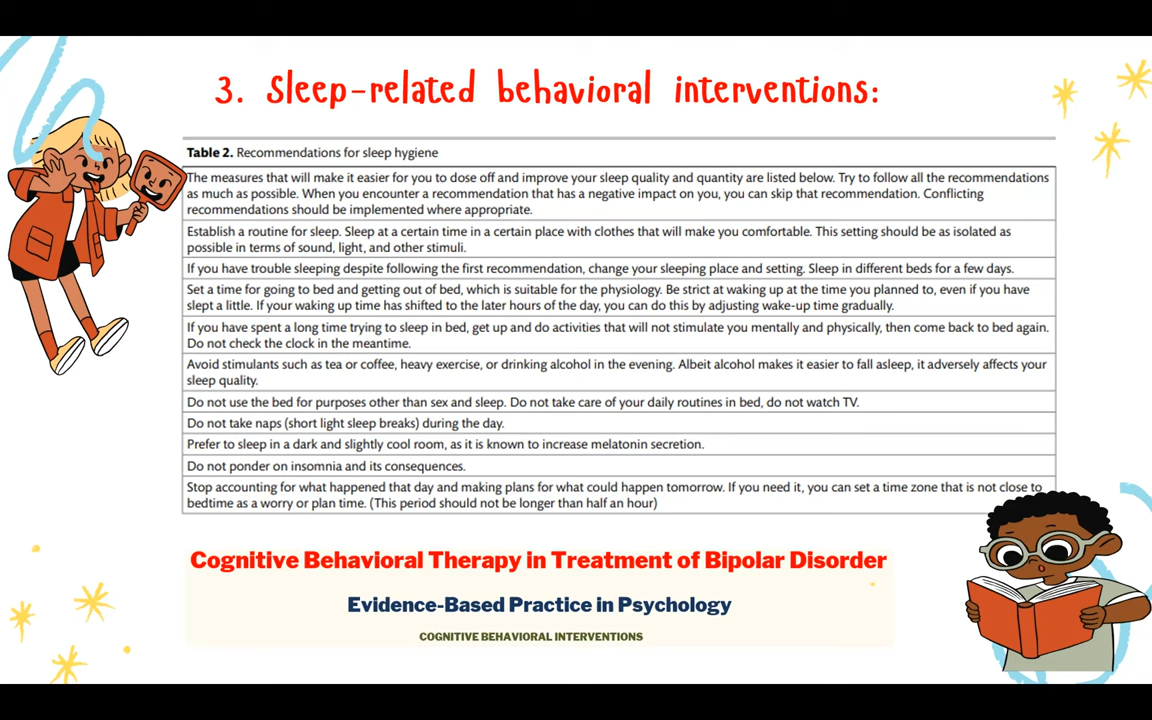 3. Sleep-related behavioral interventions:
Table 2. Recommendations for sleep hygiene
The measures that will make it easier for you to dose off and improve your sleep quality and quantity are listed below. Try to follow all the recommendations
as much as possible. When you encounter a recommendation that has a negative impact on you, you can skip that recommendation. Conflicting
recommendations should be implemented where appropriate.
Establish a routine for sleep. Sleep at a certain time in a certain place with clothes that will make you comfortable. This setting should be as isolated as
possible in terms of sound, light, and other stimuli.
If you have trouble sleeping despite following the first recommendation, change your sleeping place and setting. Sleep in different beds for a few days.
Set a time for going to bed and getting out of bed, which is suitable for the physiology. Be strict at waking up at the time you planned to, even if you have
slept a little. If your waking up time has shifted to the later hours of the day, you can do this by adjusting wake-up time gradually.
If you have spent a long time trying to sleep in bed, get up and do activities that will not stimulate you mentally and physically, then come back to bed again.
Do not check the clock in the meantime.
Avoid stimulants such as tea or coffee, heavy exercise, or drinking alcohol in the evening. Albeit alcohol makes it easier to fall asleep, it adversely affects your
sleep quality.
Do not use the bed for purposes other than sex and sleep. Do not take care of your daily routines in bed, do not watch TV.
Do not take naps (short light sleep breaks) during the day.
Prefer to sleep in a dark and slightly cool room, as it is known to increase melatonin secretion.
Do not ponder on insomnia and its consequences.
Stop accounting for what happened that day and making plans for what could happen tomorrow. If you need it, you can set a time zone that is not close to
bedtime as a worry or plan time. (This period should not be longer than half an hour)
Cognitive Behavioral Therapy in Treatment of Bipolar Disorder
Evidence-Based Practice in Psychology
COGNITIVE BEHAVIORAL INTERVENTIONS